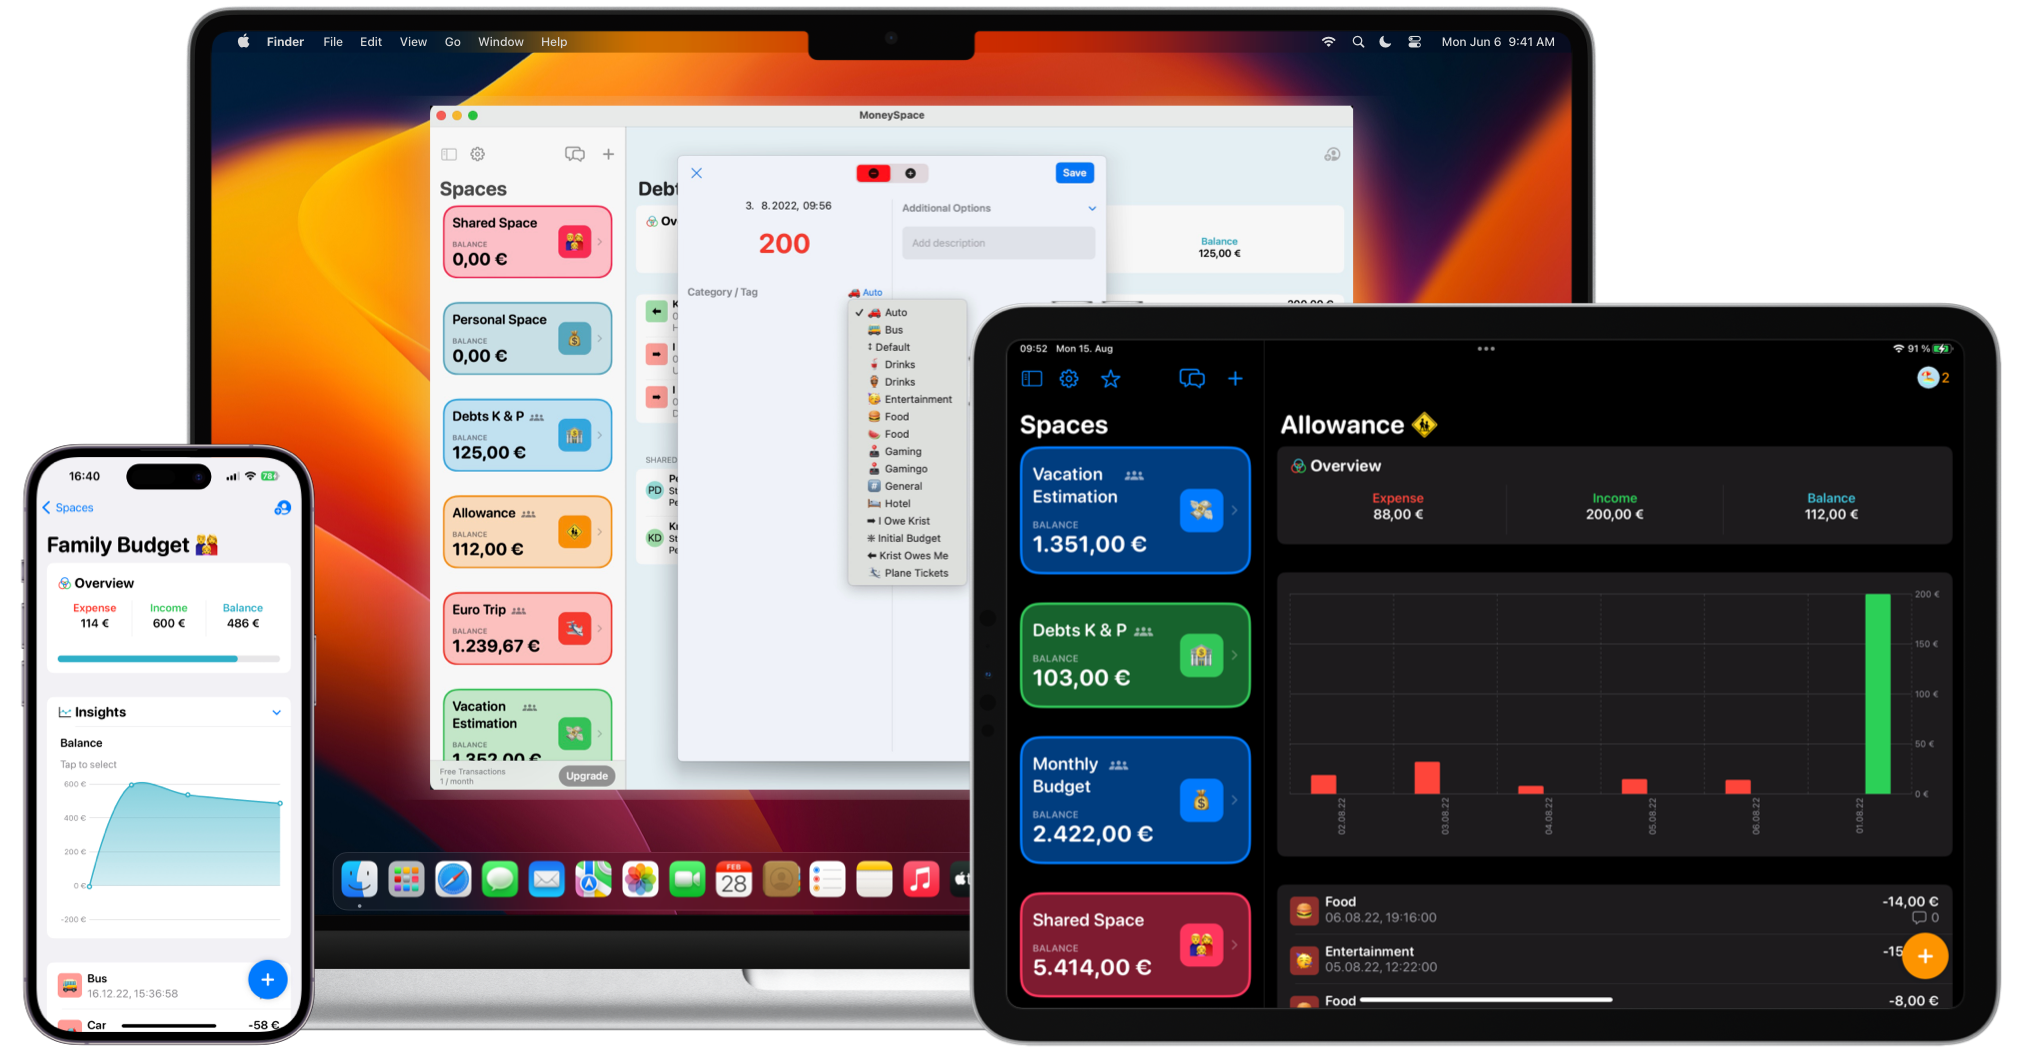 Finder File Edit View Go Window Help
Mon Jun 6 9:41 AM
MoneySpace
Spaces
Shared Space
BALANCE
0,00 €
Personal Space
BALANCE
0,00 €
Debts K & P
BALANCE
125,00 €
Allowance
BALANCE
112,00 €
Euro Trip
BALANCE
1.239,67 €
Vacation
Estimation
BALANCE
1.352,00 €
Free Transactions
1 / month
Upgrade
Balance
125,00 €
200,00 €
SHARED
PD
KD
Save
3. 8.2022, 09:56
200
Additional Options
Add description
Category / Tag
Auto
Auto
Bus
Default
Drinks
Drinks
Entertainment
Food
Food
Gaming
Gamingo
General
Hotel
I Owe Krist
Initial Budget
Krist Owes Me
Plane Tickets
FEB
28
16:40
78
Spaces
Family Budget
Overview
Expense Income Balance
114 € 600 € 486 €
Insights
Balance
Tap to select
600 €
400 €
200 €
0 €
-200 €
Bus
16.12.22, 15:36:58
Car
-58 €
09:52 Mon 15. Aug
91 %
2
Spaces
Vacation
Estimation
BALANCE
1.351,00 €
Debts K & P
BALANCE
103,00 €
Monthly
Budget
BALANCE
2.422,00 €
Shared Space
BALANCE
5.414,00 €
Allowance
Overview
Expense Income Balance
88,00 € 200,00 € 112,00 €
200 €
150 €
100 €
50 €
0 €
02.08.22
03.08.22
04.08.22
05.08.22
06.08.22
01.08.22
Food
-14,00 €
06.08.22, 19:16:00
0
Entertainment
-15
05.08.22, 12:22:00
Food
-8,00 €